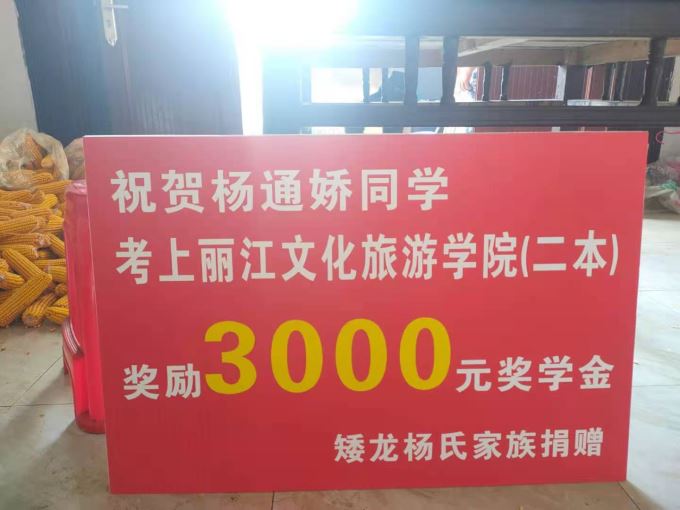 祝贺杨通娇同学
考上丽江文化旅游学院(二本)
奖励3000元奖学金
矮龙杨氏家族捐赠